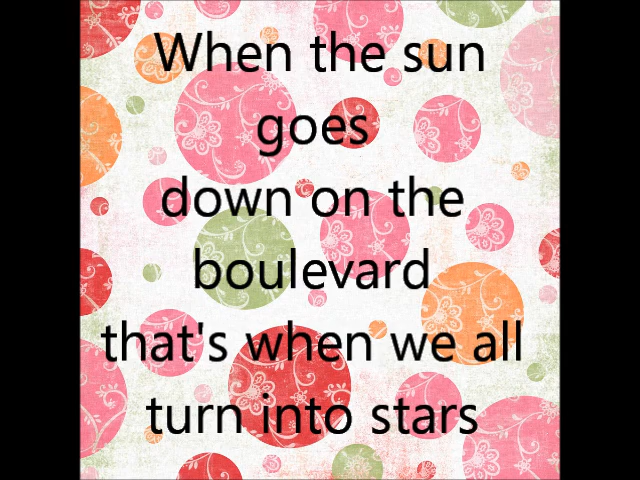 When the sun
goes
down on the
boulevard
that's when we all
turn into stars